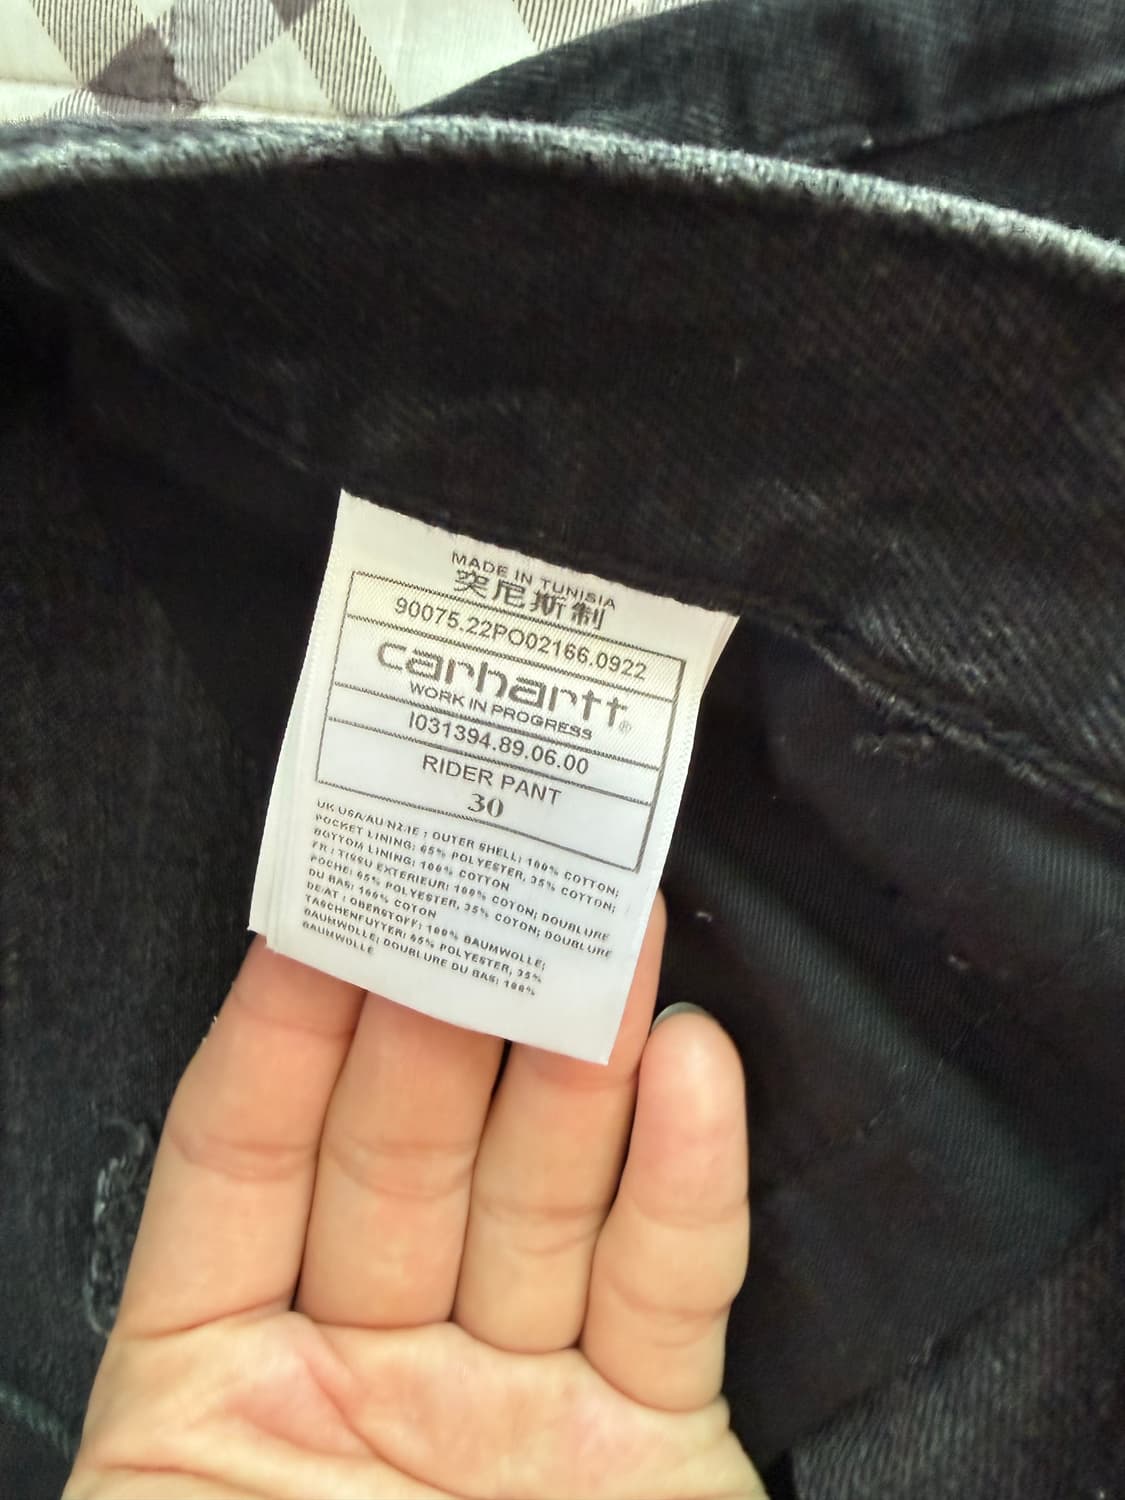 MADE IN TUNISIA
突尼斯制
90075.22PO02166.0922
carhartt®
WORK IN PROGRESS
I031394.89.06.00
RIDER PANT
30
UK USA/AU/NZ/IE : OUTER SHELL: 100% COTTON;
POCKET LINING: 65% POLYESTER, 35% COTTON;
BOTTOM LINING: 100% COTTON
FR : TISSU EXTERIEUR: 100% COTON; DOUBLURE
POCHE: 65% POLYESTER, 35% COTON; DOUBLURE
DU BAS: 100% COTON
DE/AT : OBERSTOFF: 100% BAUMWOLLE;
TASCHENFUTTER: 65% POLYESTER, 35%
BAUMWOLLE; DOUBLURE DU BAS: 100%
BAUMWOLLE